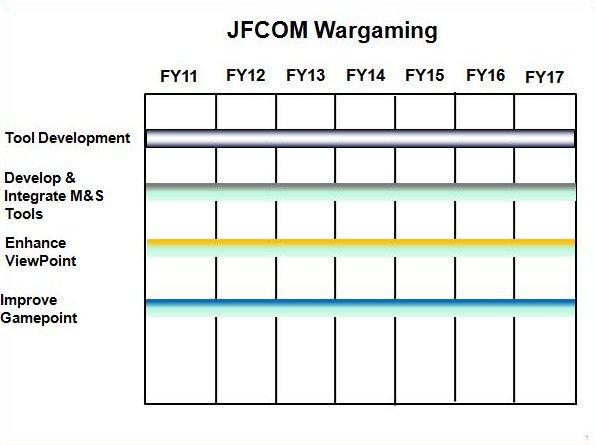 JFCOM Wargaming
FY11 FY12 FY13 FY14 FY15 FY16 FY17
Tool Development
Develop &
Integrate M&S
Tools
Enhance
ViewPoint
Improve
Gamepoint
1